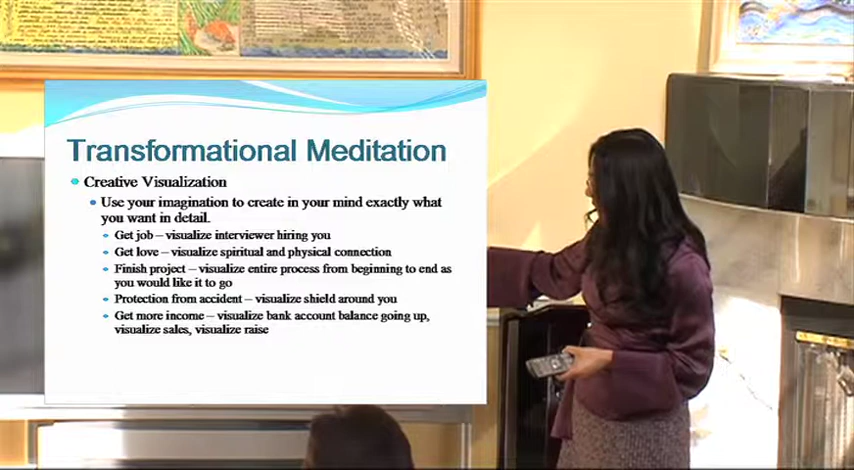 Transformational Meditation
Creative Visualization
Use your imagination to create in your mind exactly what
you want in detail.
Get job – visualize interviewer hiring you
Get love – visualize spiritual and physical connection
Finish project – visualize entire process from beginning to end as
you would like it to go
Protection from accident – visualize shield around you
Get more income – visualize bank account balance going up,
visualize sales, visualize raise